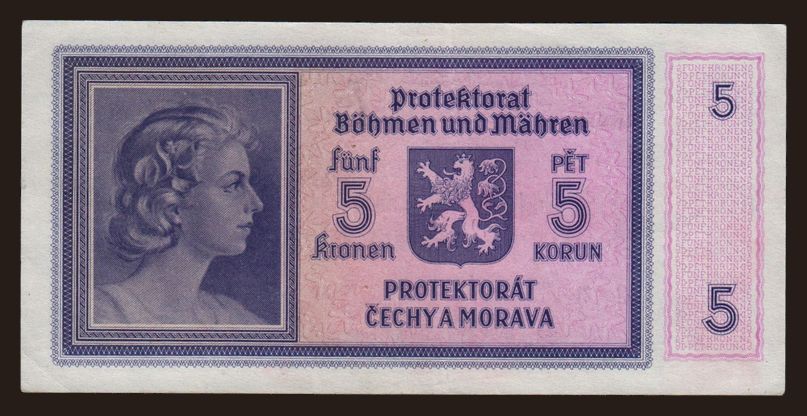 Protektorat
Böhmen und Mähren
fünf
5
Kronen
PĚT
5
KORUN
PROTEKTORÁT
ČECHY A MORAVA
5
5